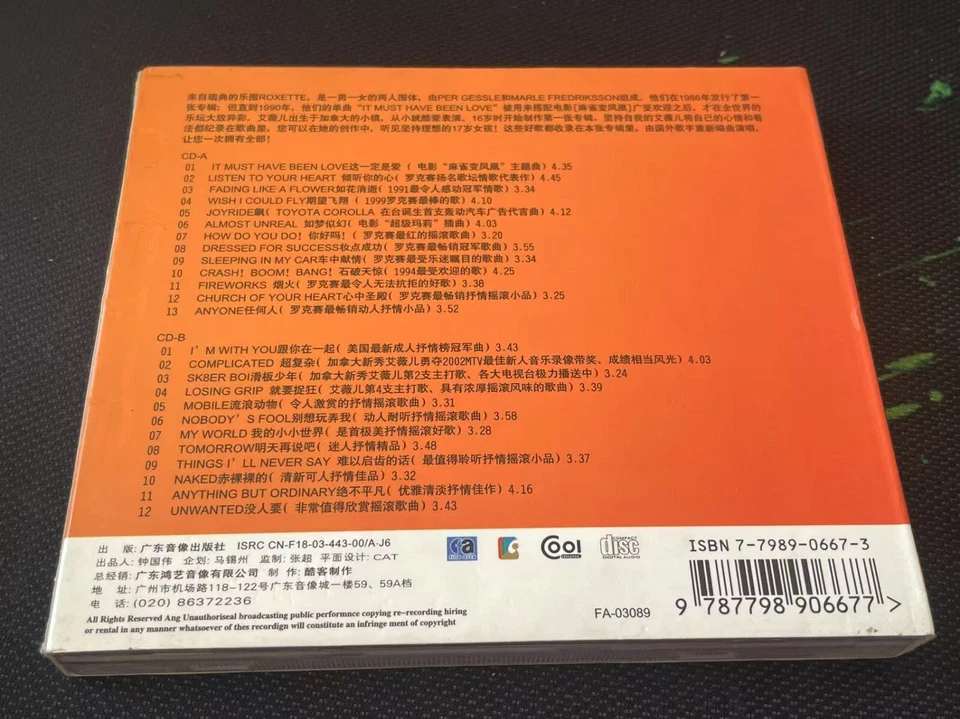 来自瑞典的乐团ROXETTE，是一男一女的两人团体，由PER GESSLE和MARLE FREDRIKSSON组成，他们在1986年发行了第一
张专辑；但直到1990年，他们的单曲“IT MUST HAVE BEEN LOVE”被用来搭配电影[麻雀变凤凰]广受欢迎之后，才在全世界的
乐坛大放异彩。艾薇儿出生于加拿大的小镇，从小就酷爱表演，16岁时开始制作第一张专辑，坚持自我的艾薇儿将自己的心情和看
法都纪录在歌曲里，您可以在她的创作中，听见坚持理想的17岁女孩！这些好歌都收录在本张专辑里，由国外歌手重新编曲演唱，
让您一次拥有全部！
CD-A
01 IT MUST HAVE BEEN LOVE这一定是爱（电影“麻雀变凤凰”主题曲）4.35
02 LISTEN TO YOUR HEART 倾听你的心（罗克赛扬名歌坛情歌代表作）4.45
03 FADING LIKE A FLOWER如花消逝（1991最令人感动冠军情歌）3.34
04 WISH I COULD FLY期望飞翔（1999罗克赛最棒的歌）4.10
05 JOYRIDE飙（TOYOTA COROLLA 在台诞生首支轰动汽车广告代言曲）4.12
06 ALMOST UNREAL 如梦似幻（电影“超级玛莉”插曲）4.03
07 HOW DO YOU DO！你好吗！（罗克赛最红的摇滚歌曲）3.20
08 DRESSED FOR SUCCESS妆点成功（罗克赛最畅销冠军歌曲）3.55
09 SLEEPING IN MY CAR车中献情（罗克赛最受乐迷瞩目的歌曲）3.34
10 CRASH！BOOM！BANG！石破天惊（1994最受欢迎的歌）4.25
11 FIREWORKS 烟火（罗克赛最令人无法抗拒的好歌）3.38
12 CHURCH OF YOUR HEART心中圣殿（罗克赛最畅销抒情摇滚小品）3.25
13 ANYONE任何人（罗克赛最畅销动人抒情小品）3.52
CD-B
01 I’M WITH YOU跟你在一起（美国最新成人抒情榜冠军曲）3.43
02 COMPLICATED 超复杂（加拿大新秀艾薇儿勇夺2002MTV最佳新人音乐录像带奖、成绩相当风光）4.03
03 SK8ER BOI滑板少年（加拿大新秀艾薇儿第2支主打歌、各大电视台极力播送中）3.24
04 LOSING GRIP 就要捉狂（艾薇儿第4支主打歌、具有浓厚摇滚风味的歌曲）3.39
05 MOBILE流浪动物（令人激赏的抒情摇滚歌曲）3.31
06 NOBODY’S FOOL别想玩弄我（动人耐听抒情摇滚歌曲）3.58
07 MY WORLD 我的小小世界（是首极美抒情摇滚好歌）3.28
08 TOMORROW明天再说吧（迷人抒情精品）3.48
09 THINGS I’LL NEVER SAY 难以启齿的话（最值得聆听抒情摇滚小品）3.37
10 NAKED赤裸裸的（清新可人抒情佳品）3.32
11 ANYTHING BUT ORDINARY绝不平凡（优雅清淡抒情佳作）4.16
12 UNWANTED没人要（非常值得欣赏摇滚歌曲）3.43
出 版: 广东音像出版社 ISRC CN-F18-03-443-00/A·J6
出品人: 钟国伟 企划: 马锡州 监制: 张超 平面设计: CAT
总经销: 广东鸿艺音像有限公司 制作: 酷客制作
地 址: 广州市机场路118-122号广东音像城一楼59、59A档
电 话: (020) 86372236
All Rights Reserved Ang Unauthoriseal broadcasting public performnce copying re-recording hiring
or rental in any manner whatsoever of thes recordign will constitute an infringe ment of copyright
Cool
COMPACT
disc
DIGITAL AUDIO
FA-03089
ISBN 7-7989-0667-3
9 787798 906677 >